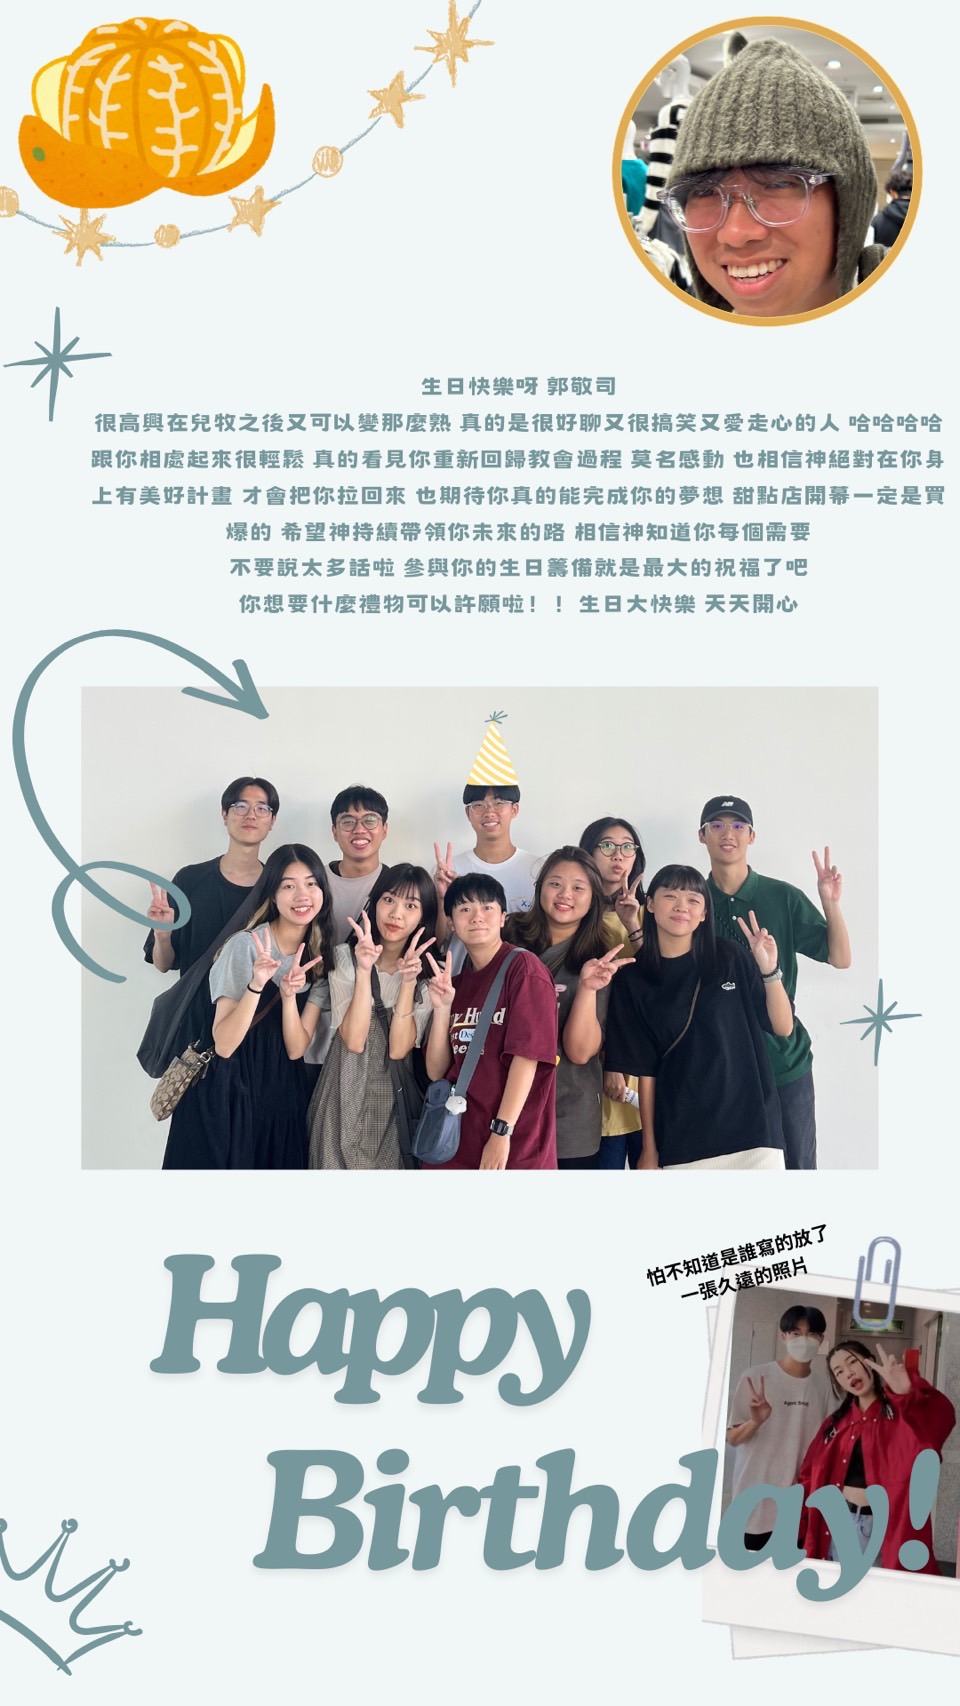 生日快樂呀 郭敬司
很高興在兒牧之後又可以變那麼熟 真的是很好聊又很搞笑又愛走心的人 哈哈哈哈
跟你相處起來很輕鬆 真的看見你重新回歸教會過程 莫名感動 也相信神絕對在你身
上有美好計畫 才會把你拉回來 也期待你真的能完成你的夢想 甜點店開幕一定是買
爆的 希望神持續帶領你未來的路 相信神知道你每個需要
不要說太多話啦 參與你的生日籌備就是最大的祝福了吧
你想要什麼禮物可以許願啦！！ 生日大快樂 天天開心
怕不知道是誰寫的放了
一張久遠的照片
Happy
Birthday!